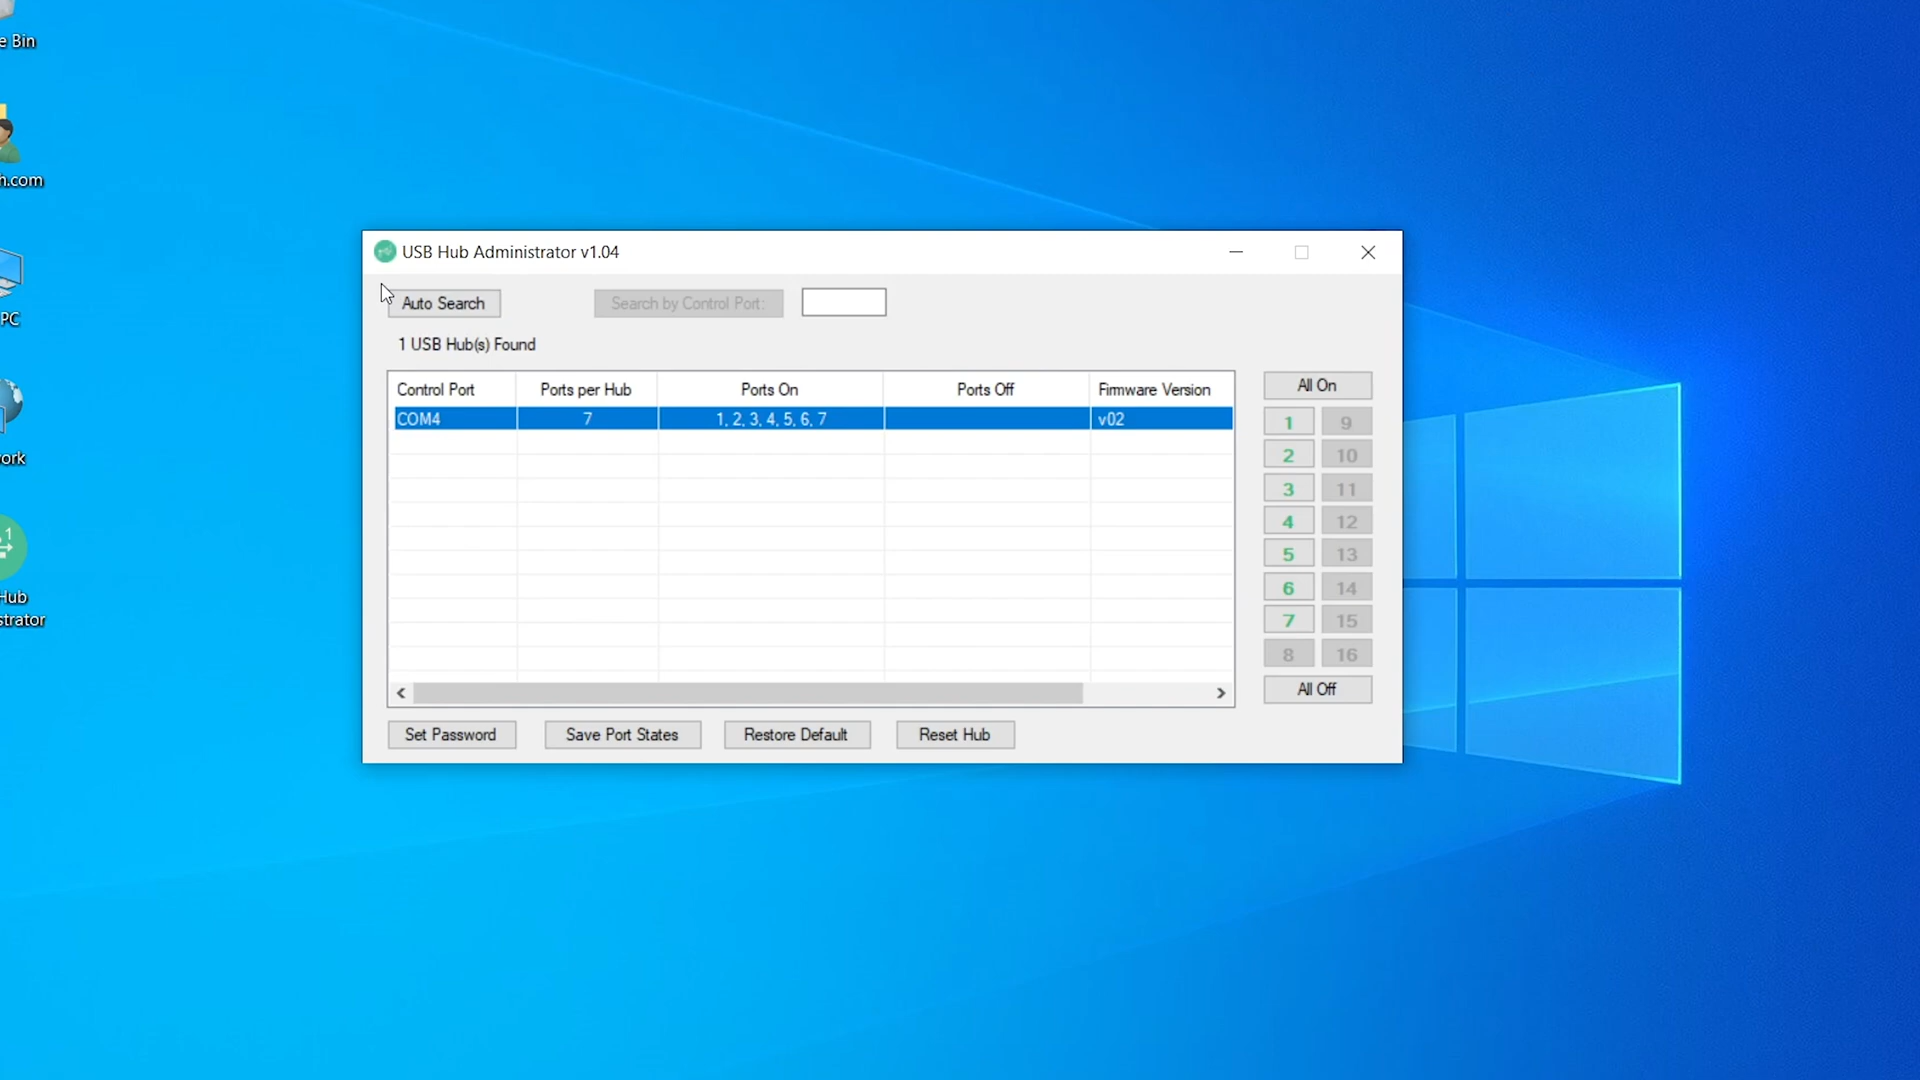 e Bin
h.com
PC
ork
1
Hub
strator
USB Hub Administrator v1.04
Auto Search
Search by Control Port:
1 USB Hub(s) Found
Control Port Ports per Hub Ports On Ports Off Firmware Version
COM4 7 1, 2, 3, 4, 5, 6, 7 v02
All On
1 9
2 10
3 11
4 12
5 13
6 14
7 15
8 16
All Off
Set Password Save Port States Restore Default Reset Hub